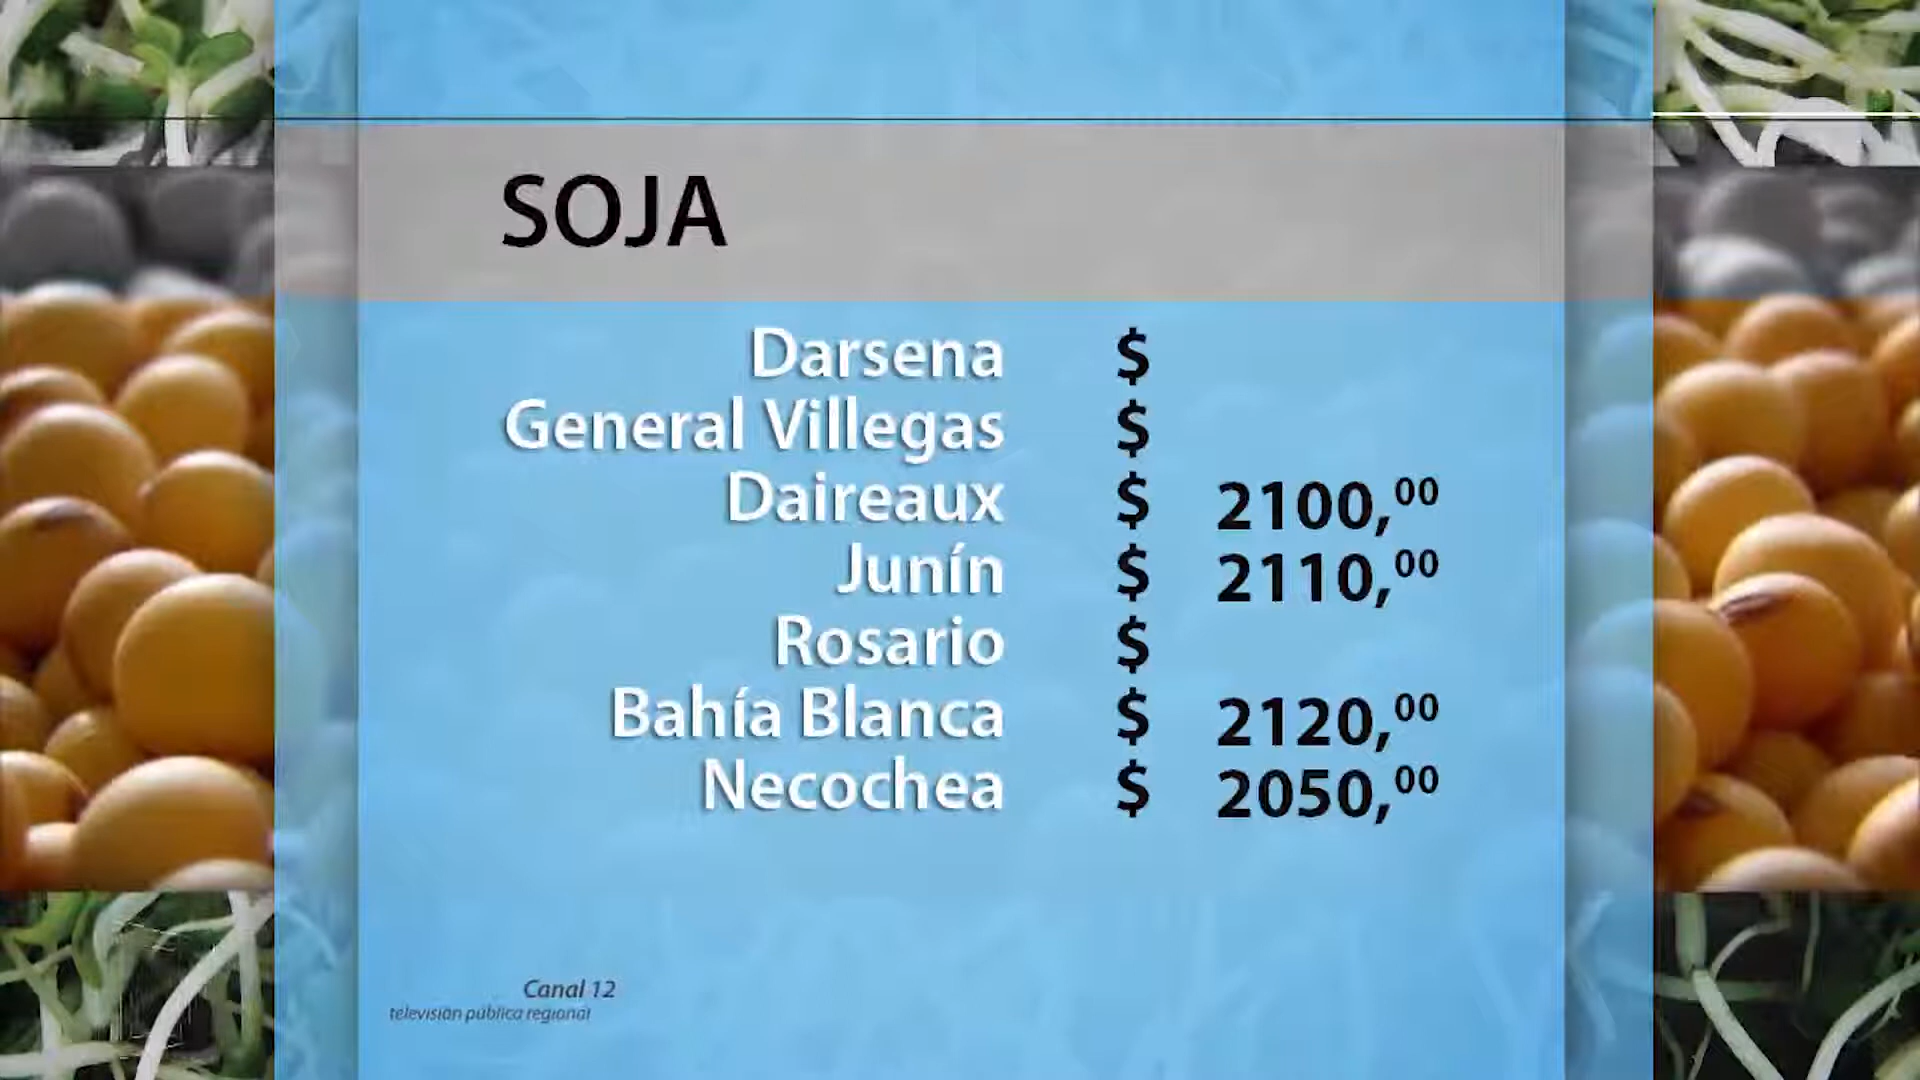 SOJA
Darsena $
General Villegas $
Daireaux $ 2100,00
Junín $ 2110,00
Rosario $
Bahía Blanca $ 2120,00
Necochea $ 2050,00
Canal 12
televisión pública regional